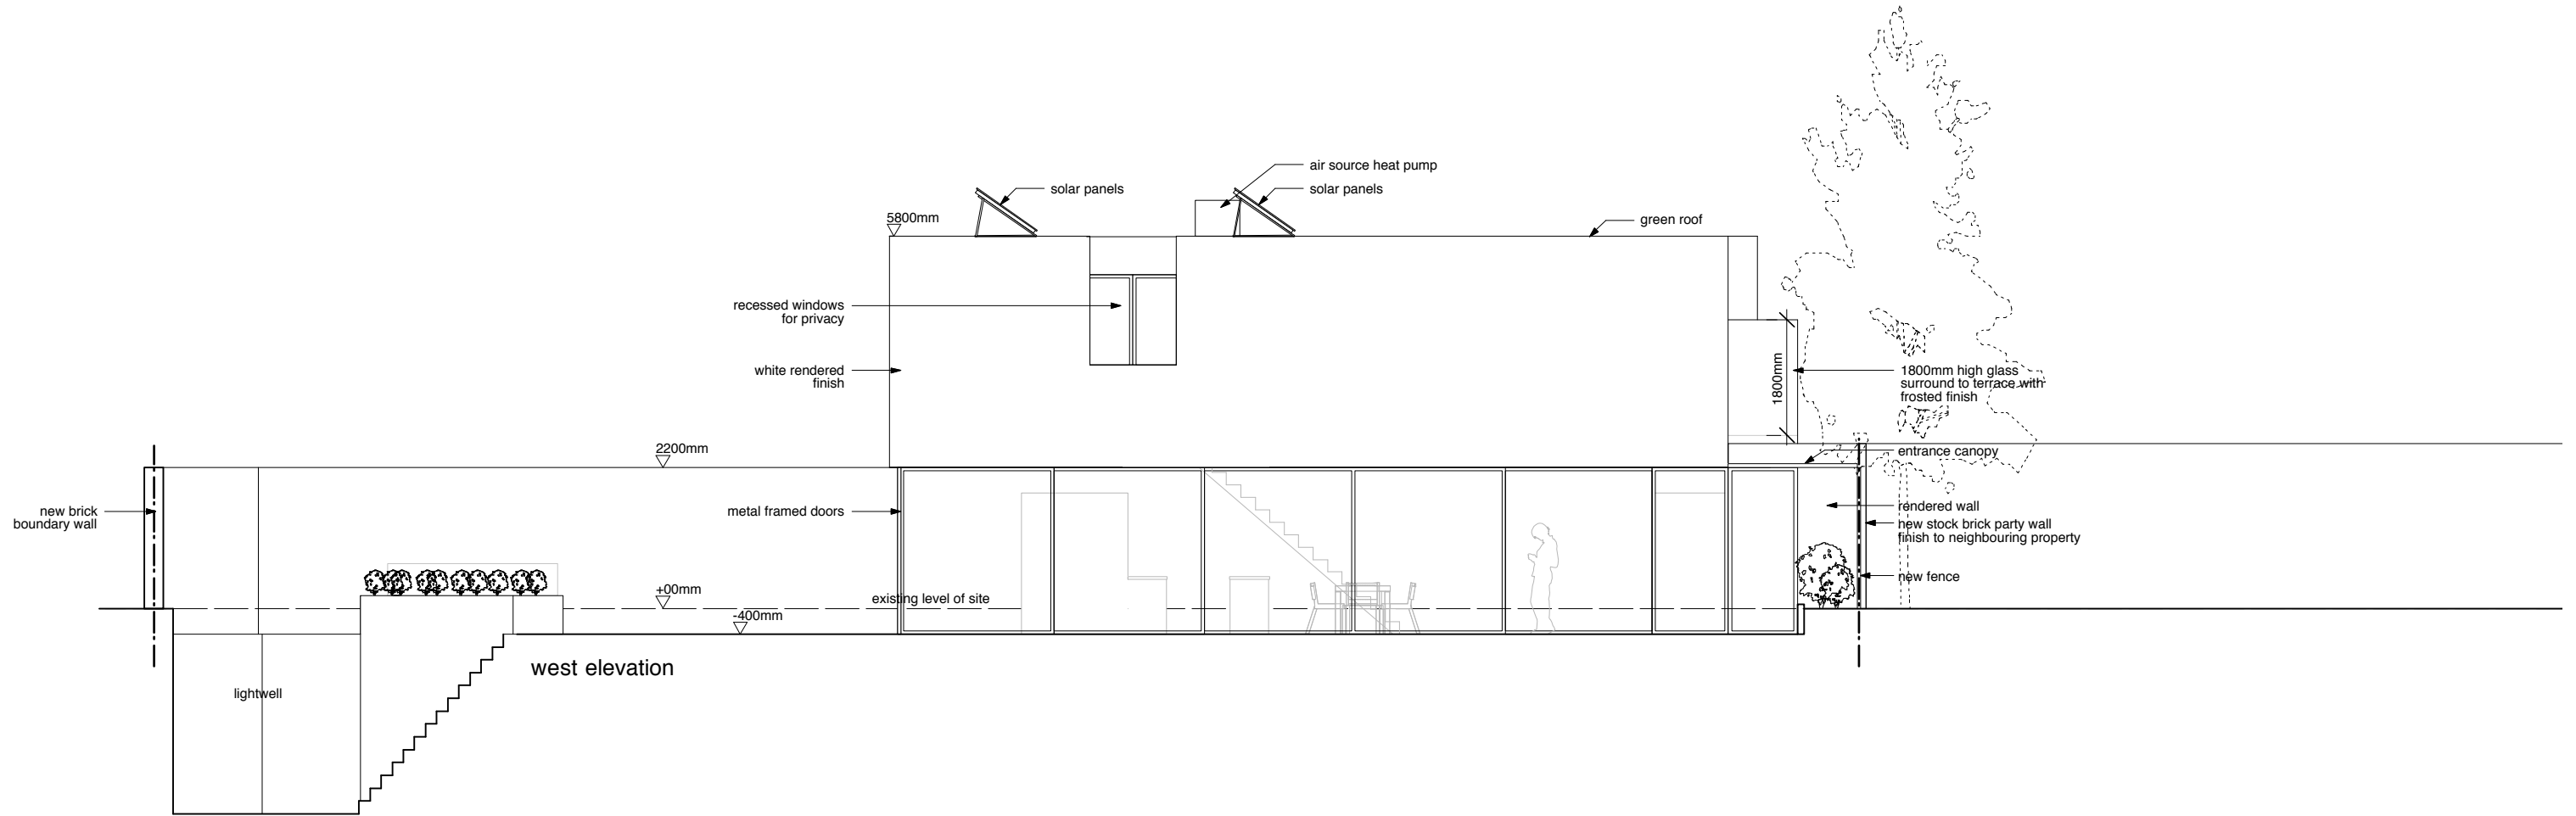 air source heat pump
solar panels
solar panels
5800mm
green roof
recessed windows
for privacy
white rendered
finish
1800mm
1800mm high glass
surround to terrace with
frosted finish
2200mm
entrance canopy
new brick
boundary wall
metal framed doors
rendered wall
new stock brick party wall
finish to neighbouring property
new fence
+00mm
existing level of site
-400mm
west elevation
lightwell